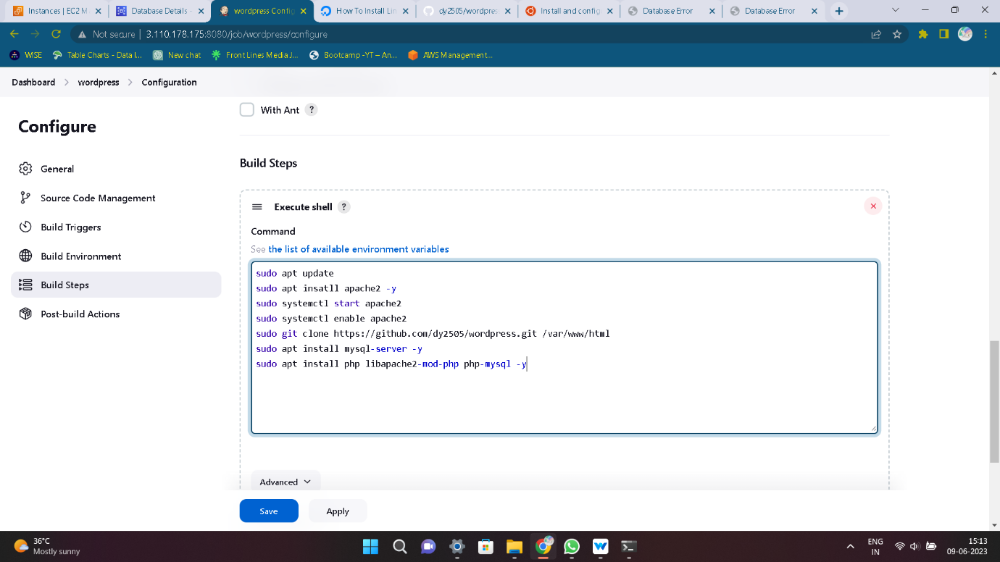 Instances | EC2 M
Database Details -
wordpress Config
How To Install Lin
dy2505/wordpres
Install and config
Database Error
Database Error
Not secure | 3.110.178.175:8080/job/wordpress/configure
WISE
Table Charts - Data I...
New chat
Front Lines Media J...
Bootcamp -YT – An...
AWS Management...
Dashboard
wordpress
Configuration
Configure
General
Source Code Management
Build Triggers
Build Environment
Build Steps
Post-build Actions
With Ant ?
Build Steps
Execute shell ?
Command
See the list of available environment variables
sudo apt update
sudo apt insatll apache2 -y
sudo systemctl start apache2
sudo systemctl enable apache2
sudo git clone https://github.com/dy2505/wordpress.git /var/www/html
sudo apt install mysql-server -y
sudo apt install php libapache2-mod-php php-mysql -y
Advanced
Save
Apply
36°C
Mostly sunny
ENG
IN
15:13
09-06-2023